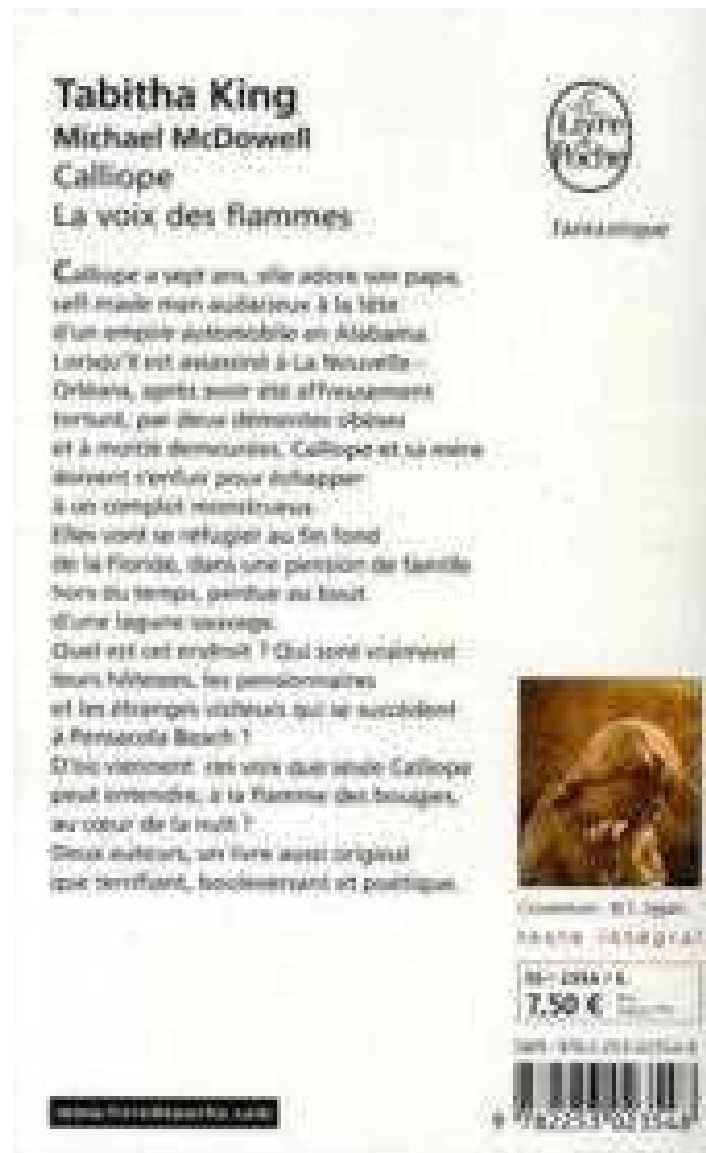 Tabitha King
Michael McDowell
Calliope
La voix des flammes
Le
Livre
de
Poche
fantastique
Calliope a sept ans, elle adore son papa,
self-made man audacieux à la tête
d'un empire automobile en Alabama.
Lorsqu'il est assassiné à La Nouvelle-
Orléans, après avoir été affreusement
torturé, par deux démentes obèses
et à moitié demeurées, Calliope et sa mère
doivent s'enfuir pour échapper
à un complot monstrueux.
Elles vont se réfugier au fin fond
de la Floride, dans une pension de famille
hors du temps, perdue au bout
d'une lagune sauvage.
Quel est cet endroit ? Qui sont vraiment
leurs hôtesses, les pensionnaires
et les étranges visiteurs qui se succèdent
à Pensacola Beach ?
D'où viennent ces voix que seule Calliope
peut entendre, à la flamme des bougies,
au cœur de la nuit ?
Deux auteurs, un livre aussi original
que terrifiant, bouleversant et poétique.
Couverture :
texte intégral
7,50 €
9 782253 023548